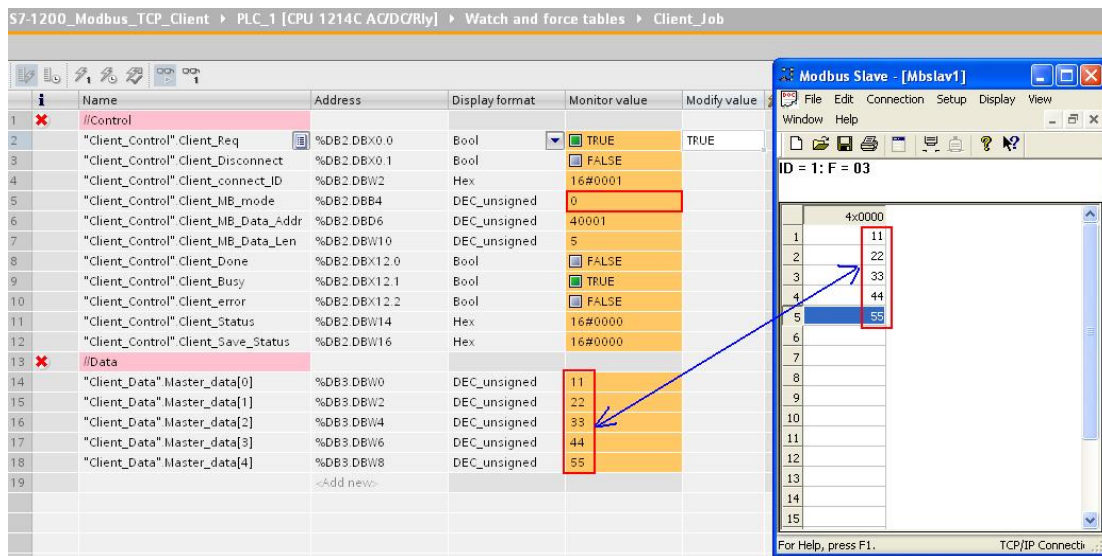 S7-1200_Modbus_TCP_Client ▸ PLC_1 [CPU 1214C AC/DC/Rly] ▸ Watch and force tables ▸ Client_Job
i Name Address Display format Monitor value Modify value
1 //Control
2 "Client_Control".Client_Req %DB2.DBX0.0 Bool TRUE TRUE
3 "Client_Control".Client_Disconnect %DB2.DBX0.1 Bool FALSE
4 "Client_Control".Client_connect_ID %DB2.DBW2 Hex 16#0001
5 "Client_Control".Client_MB_mode %DB2.DBB4 DEC_unsigned 0
6 "Client_Control".Client_MB_Data_Addr %DB2.DBD6 DEC_unsigned 40001
7 "Client_Control".Client_MB_Data_Len %DB2.DBW10 DEC_unsigned 5
8 "Client_Control".Client_Done %DB2.DBX12.0 Bool FALSE
9 "Client_Control".Client_Busy %DB2.DBX12.1 Bool TRUE
10 "Client_Control".Client_error %DB2.DBX12.2 Bool FALSE
11 "Client_Control".Client_Status %DB2.DBW14 Hex 16#0000
12 "Client_Control".Client_Save_Status %DB2.DBW16 Hex 16#0000
13 //Data
14 "Client_Data".Master_data[0] %DB3.DBW0 DEC_unsigned 11
15 "Client_Data".Master_data[1] %DB3.DBW2 DEC_unsigned 22
16 "Client_Data".Master_data[2] %DB3.DBW4 DEC_unsigned 33
17 "Client_Data".Master_data[3] %DB3.DBW6 DEC_unsigned 44
18 "Client_Data".Master_data[4] %DB3.DBW8 DEC_unsigned 55
19 <Add new>
Modbus Slave - [Mbslav1]
File Edit Connection Setup Display View
Window Help
ID = 1: F = 03
4x0000
1 11
2 22
3 33
4 44
5 55
6
7
8
9
10
11
12
13
14
15
For Help, press F1. TCP/IP Connecti